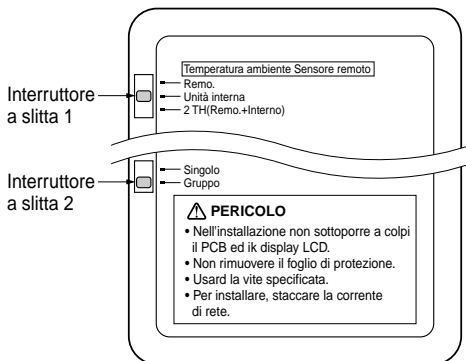 Temperatura ambiente Sensore remoto
Remo.
Interruttore
a slitta 1
Unità interna
2 TH(Remo.+Interno)
Interruttore
a slitta 2
Singolo
Gruppo
PERICOLO
• Nell'installazione non sottoporre a colpi
il PCB ed ik display LCD.
• Non rimuovere il foglio di protezione.
• Usard la vite specificata.
• Per installare, staccare la corrente
di rete.